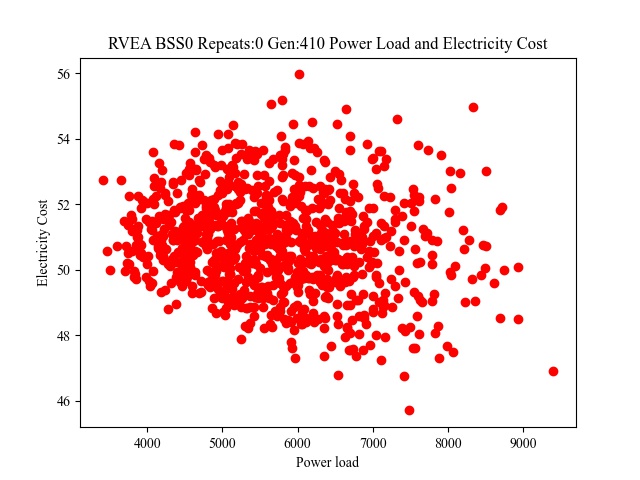 RVEA BSS0 Repeats:0 Gen:410 Power Load and Electricity Cost
56
54
52
50
48
46
Electricity Cost
4000 5000 6000 7000 8000 9000
Power load